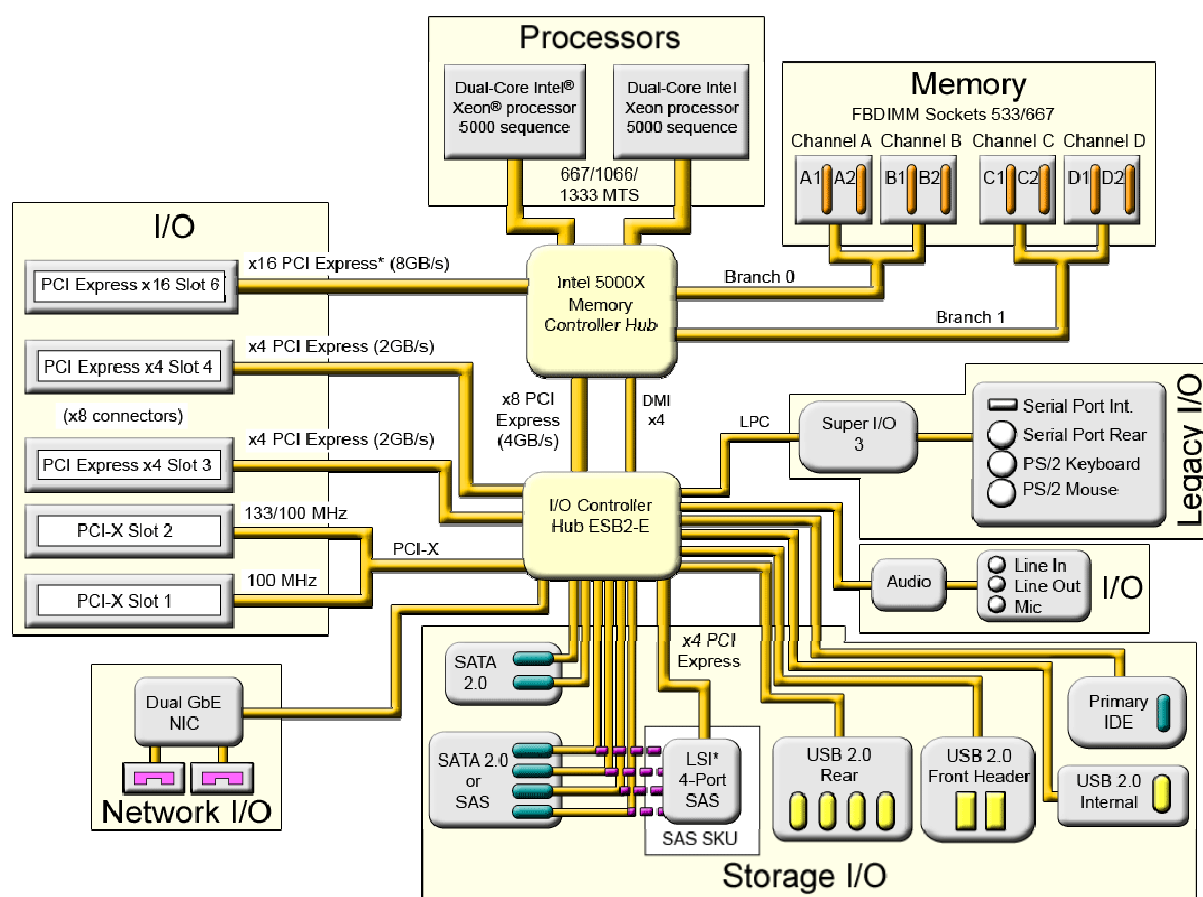 Processors
Dual-Core Intel®
Xeon® processor
5000 sequence
Dual-Core Intel
Xeon processor
5000 sequence
667/1066/
1333 MTS
Memory
FBDIMM Sockets 533/667
Channel A
Channel B
Channel C
Channel D
A1 A2
B1 B2
C1 C2
D1 D2
I/O
x16 PCI Express* (8GB/s)
PCI Express x16 Slot 6
x4 PCI Express (2GB/s)
PCI Express x4 Slot 4
(x8 connectors)
x4 PCI Express (2GB/s)
PCI Express x4 Slot 3
133/100 MHz
PCI-X Slot 2
PCI-X
100 MHz
PCI-X Slot 1
Intel 5000X
Memory
Controller Hub
Branch 0
Branch 1
x8 PCI
Express
(4GB/s)
DMI
x4
I/O Controller
Hub ESB2-E
LPC
Super I/O
3
Serial Port Int.
Serial Port Rear
PS/2 Keyboard
PS/2 Mouse
Legacy I/O
Audio
Line In
Line Out
Mic
I/O
Dual GbE
NIC
Network I/O
SATA
2.0
SATA 2.0
or
SAS
x4 PCI
Express
LSI*
4-Port
SAS
SAS SKU
USB 2.0
Rear
USB 2.0
Front Header
Primary
IDE
USB 2.0
Internal
Storage I/O